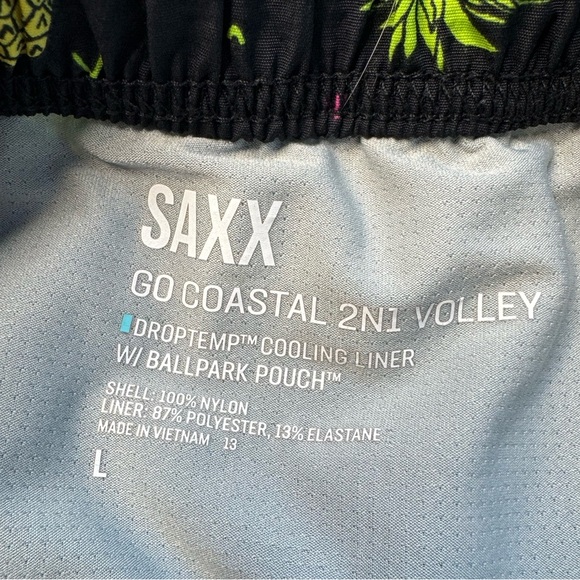 SAXX
GO COASTAL 2N1 VOLLEY
DROPTEMP™ COOLING LINER
W/ BALLPARK POUCH™
SHELL: 100% NYLON
LINER: 87% POLYESTER, 13% ELASTANE
MADE IN VIETNAM 13
L